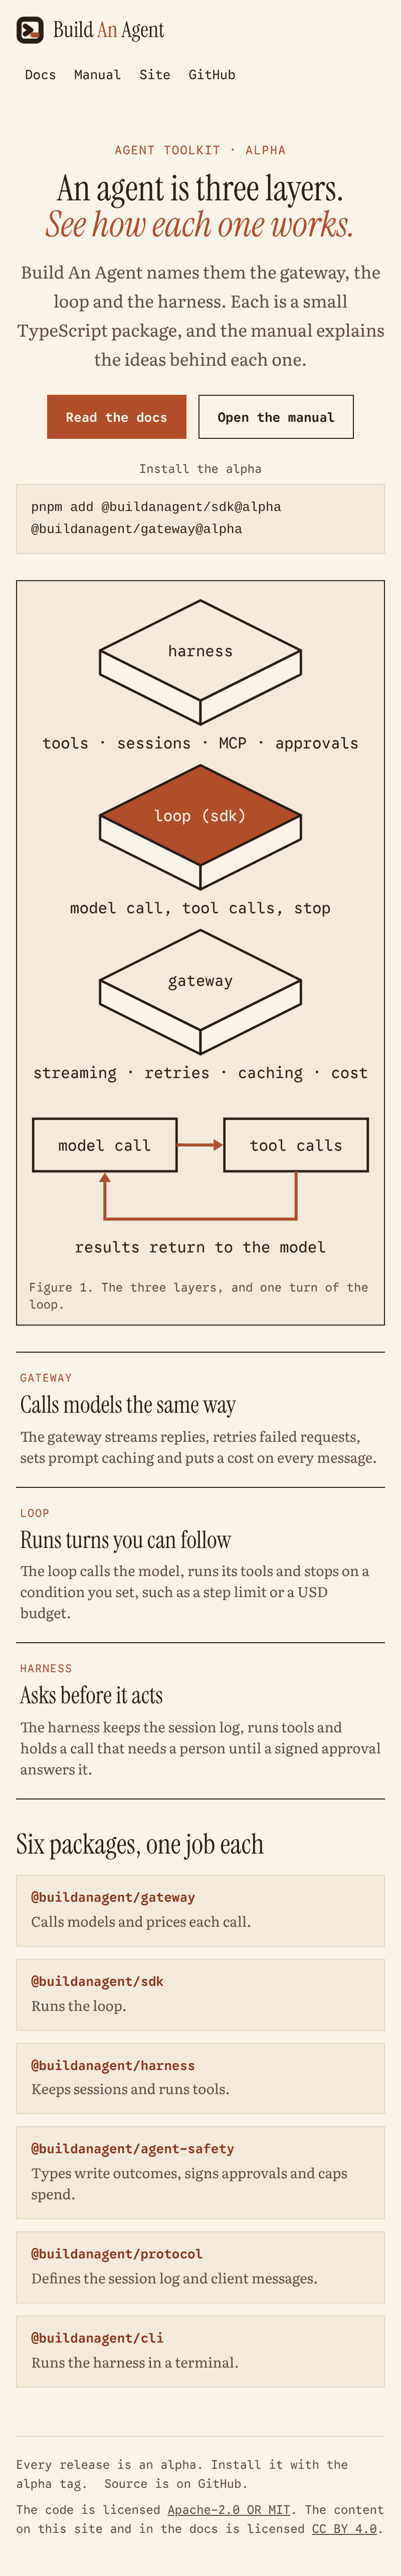 Build An Agent
Docs Manual Site GitHub
AGENT TOOLKIT · ALPHA
An agent is three layers.
See how each one works.
Build An Agent names them the gateway, the
loop and the harness. Each is a small
TypeScript package, and the manual explains
the ideas behind each one.
Read the docs
Open the manual
Install the alpha
pnpm add @buildanagent/sdk@alpha
@buildanagent/gateway@alpha
harness
tools · sessions · MCP · approvals
loop (sdk)
model call, tool calls, stop
gateway
streaming · retries · caching · cost
model call
tool calls
results return to the model
Figure 1. The three layers, and one turn of the
loop.
GATEWAY
Calls models the same way
The gateway streams replies, retries failed requests,
sets prompt caching and puts a cost on every message.
LOOP
Runs turns you can follow
The loop calls the model, runs its tools and stops on a
condition you set, such as a step limit or a USD
budget.
HARNESS
Asks before it acts
The harness keeps the session log, runs tools and
holds a call that needs a person until a signed approval
answers it.
Six packages, one job each
@buildanagent/gateway
Calls models and prices each call.
@buildanagent/sdk
Runs the loop.
@buildanagent/harness
Keeps sessions and runs tools.
@buildanagent/agent-safety
Types write outcomes, signs approvals and caps
spend.
@buildanagent/protocol
Defines the session log and client messages.
@buildanagent/cli
Runs the harness in a terminal.
Every release is an alpha. Install it with the
alpha tag. Source is on GitHub.
The code is licensed Apache-2.0 OR MIT. The content
on this site and in the docs is licensed CC BY 4.0.